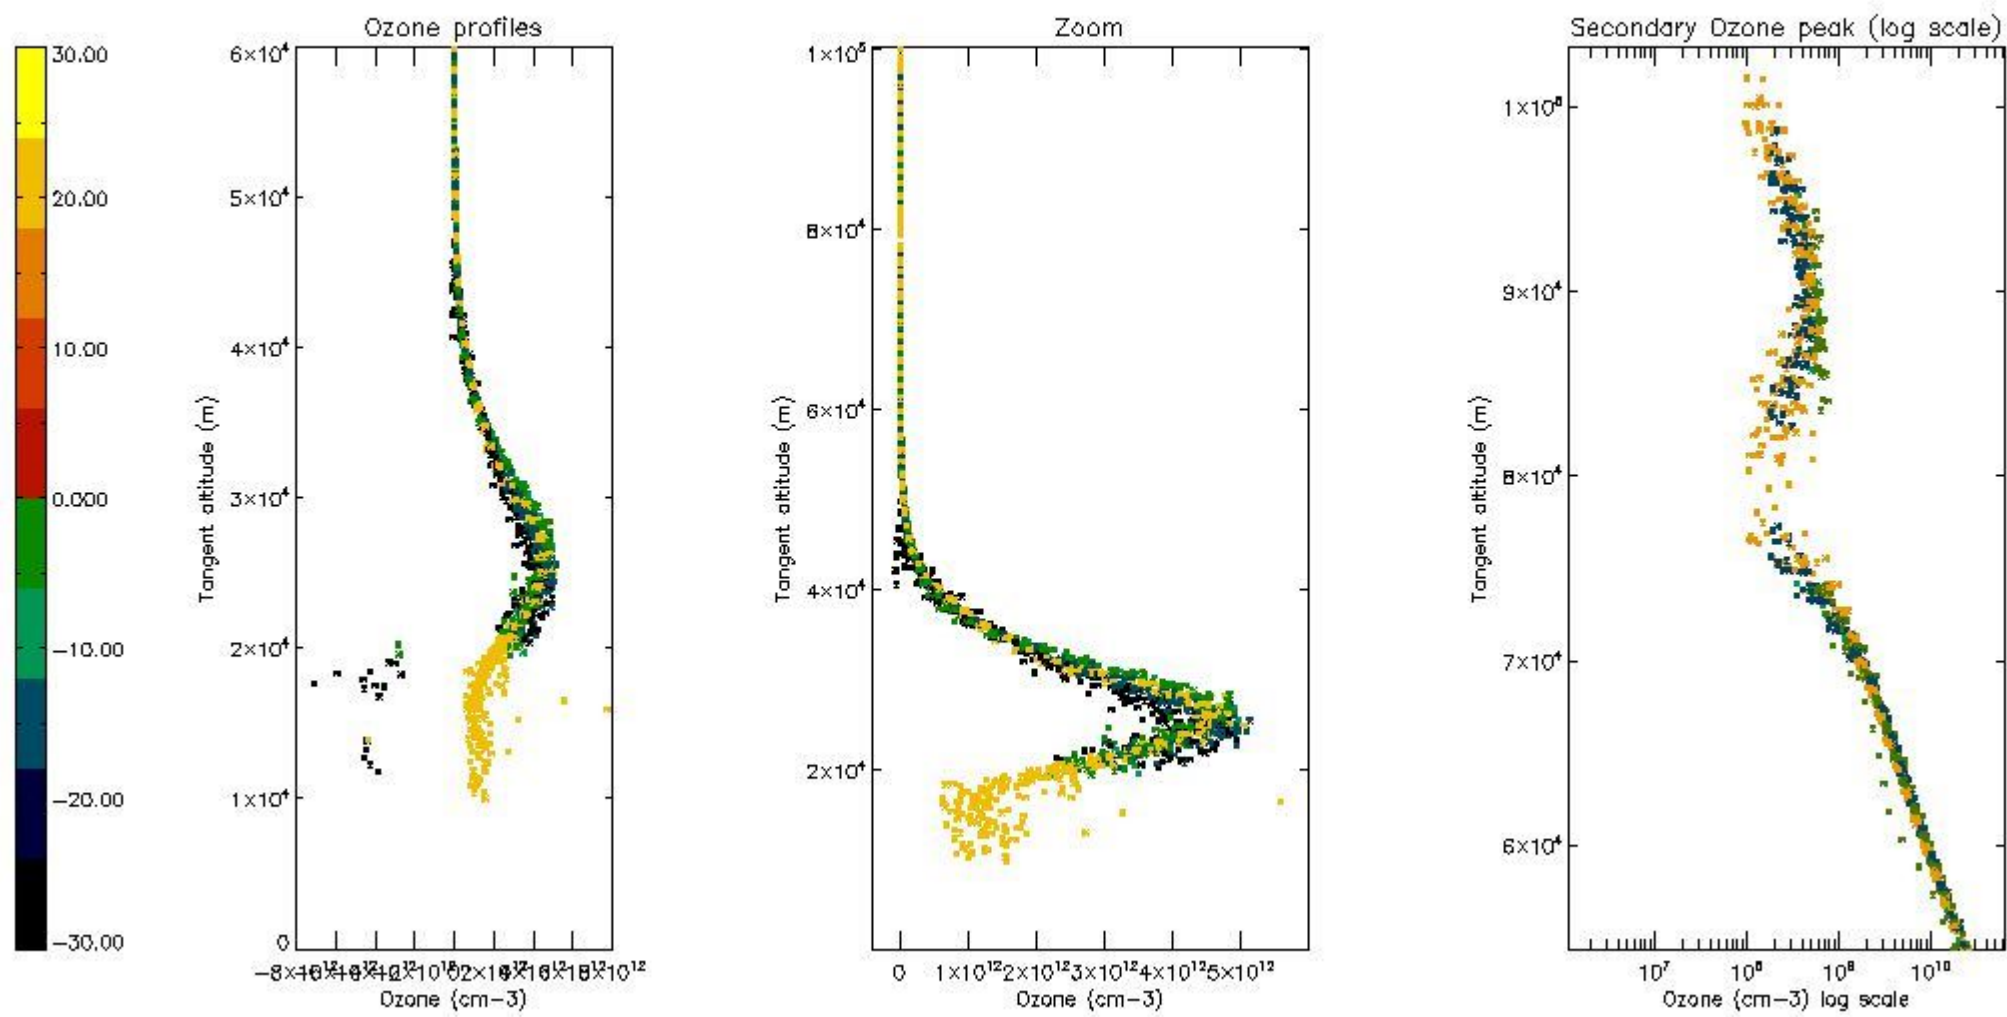 Ozone profiles
Zoom
Secondary Ozone peak (log scale)
30.00
20.00
10.00
0.00
−10.00
−20.00
−30.00
6×10⁴
5×10⁴
4×10⁴
3×10⁴
2×10⁴
1×10⁴
0
Tangent altitude (m)
Ozone (cm−3)
1×10⁵
8×10⁴
6×10⁴
4×10⁴
2×10⁴
Tangent altitude (m)
0 1×10¹² 2×10¹² 3×10¹² 4×10¹² 5×10¹²
Ozone (cm−3)
9×10⁴
8×10⁴
7×10⁴
6×10⁴
Tangent altitude (m)
10⁷ 10⁸ 10⁹ 10¹⁰
Ozone (cm−3) log scale